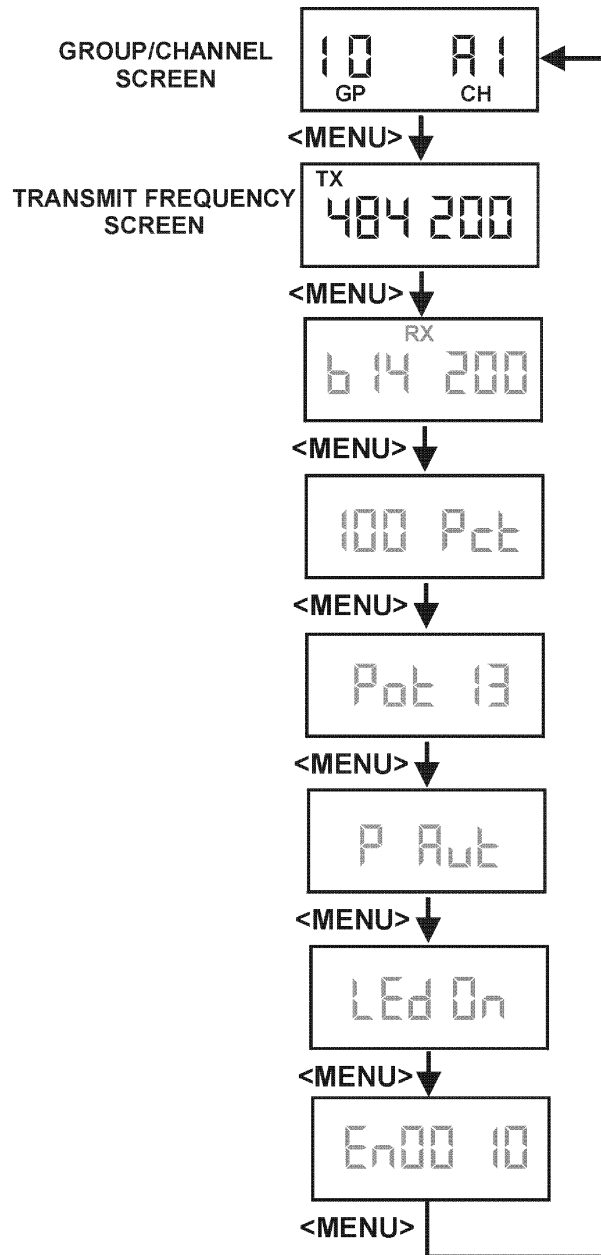 GROUP/CHANNEL
SCREEN
10 A1
GP CH
<MENU>
TRANSMIT FREQUENCY
SCREEN
TX
484 200
<MENU>
RX
b14 200
<MENU>
100 Pct
<MENU>
Pot 13
<MENU>
P Aut
<MENU>
LEd On
<MENU>
En00 10
<MENU>